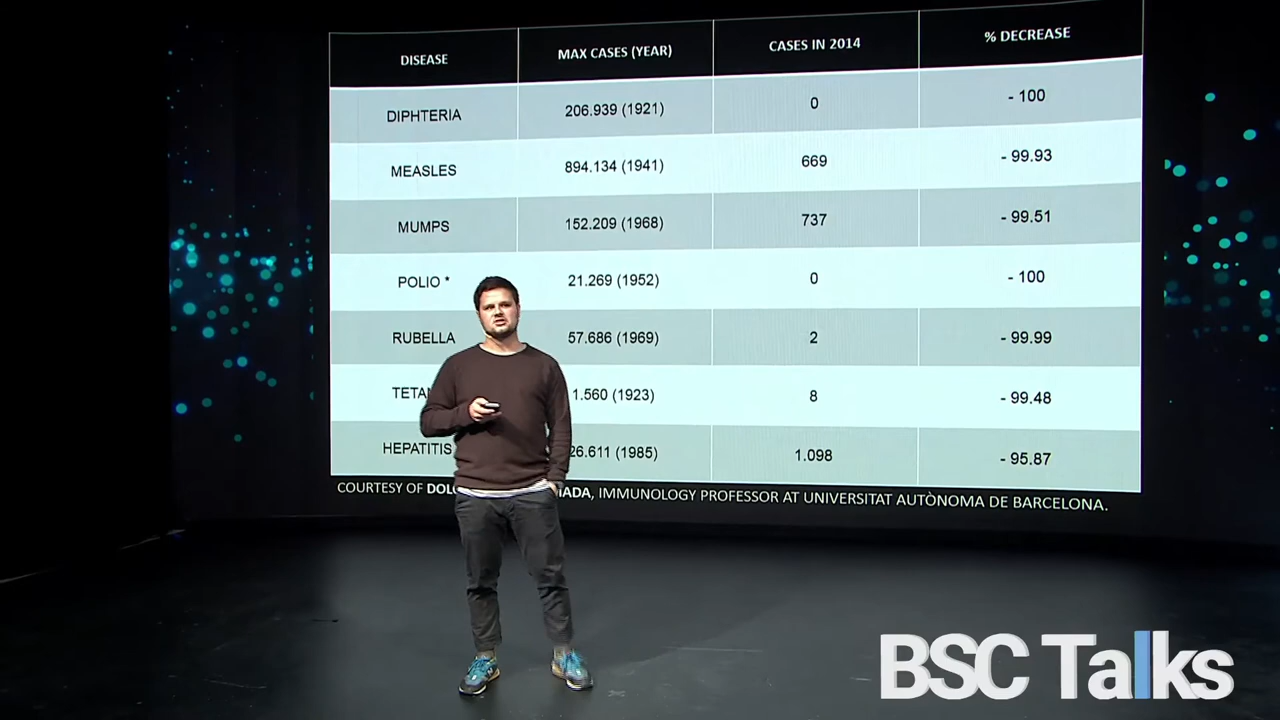 DISEASE MAX CASES (YEAR) CASES IN 2014 % DECREASE
DIPHTERIA 206.939 (1921) 0 - 100
MEASLES 894.134 (1941) 669 - 99.93
MUMPS 152.209 (1968) 737 - 99.51
POLIO * 21.269 (1952) 0 - 100
RUBELLA 57.686 (1969) 2 - 99.99
1.560 (1923) 8 - 99.48
HEPATITIS 26.611 (1985) 1.098 - 95.87
COURTESY OF , IMMUNOLOGY PROFESSOR AT UNIVERSITAT AUTÒNOMA DE BARCELONA.
BSC Talks